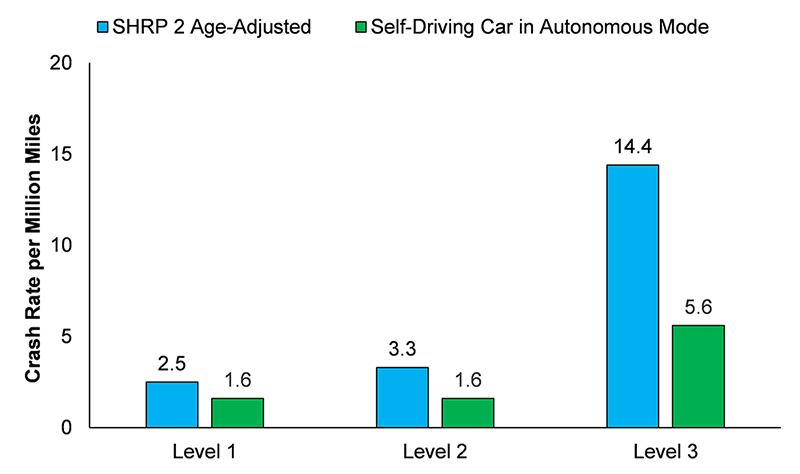 SHRP 2 Age-Adjusted Self-Driving Car in Autonomous Mode
Crash Rate per Million Miles
20
15
10
5
0
2.5
1.6
3.3
1.6
14.4
5.6
Level 1
Level 2
Level 3